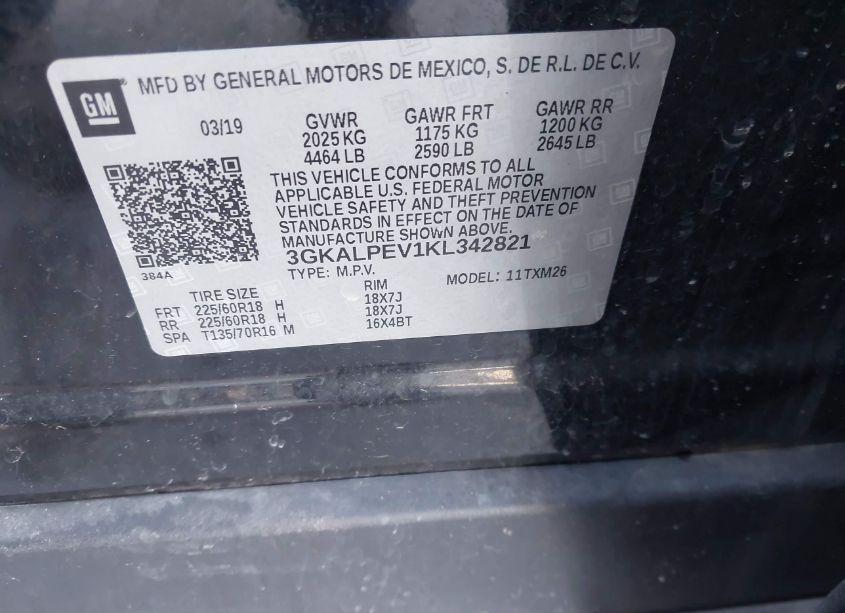 GM
MFD BY GENERAL MOTORS DE MEXICO, S. DE R.L. DE C.V.
03/19 GVWR GAWR FRT GAWR RR
2025 KG 1175 KG 1200 KG
4464 LB 2590 LB 2645 LB
THIS VEHICLE CONFORMS TO ALL
APPLICABLE U.S. FEDERAL MOTOR
VEHICLE SAFETY AND THEFT PREVENTION
STANDARDS IN EFFECT ON THE DATE OF
MANUFACTURE SHOWN ABOVE.
3GKALPEV1KL342821
384A TYPE: M.P.V. MODEL: 11TXM26
TIRE SIZE RIM
FRT 225/60R18 H 18X7J
RR 225/60R18 H 18X7J
SPA T135/70R16 M 16X4BT